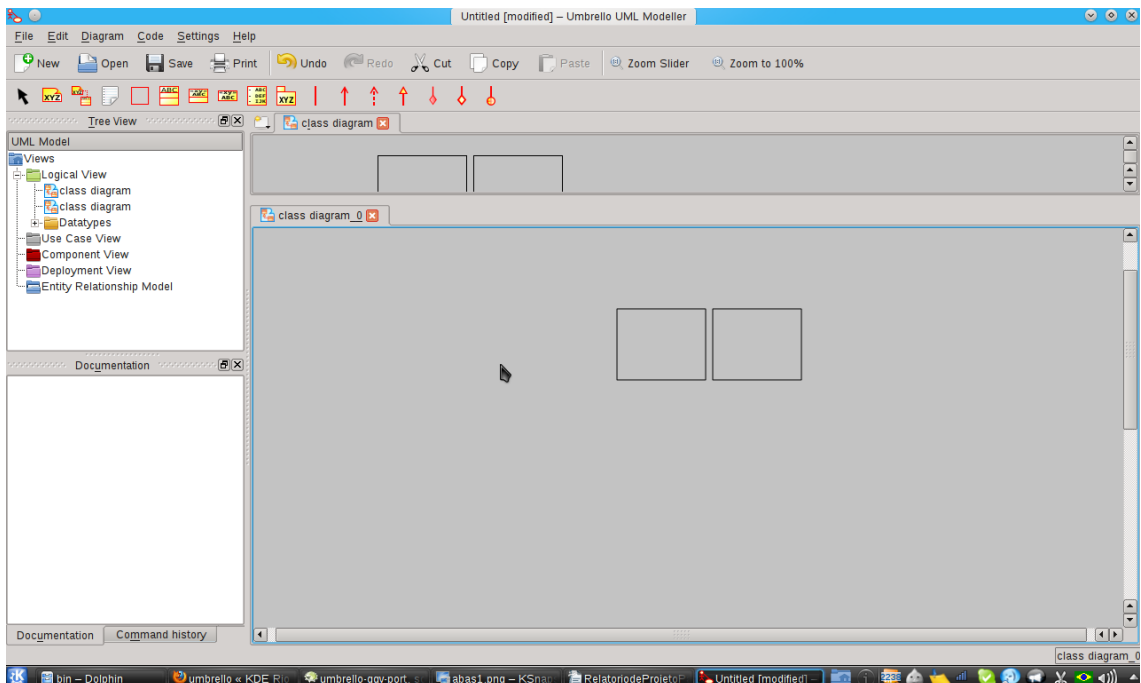 Untitled [modified] – Umbrello UML Modeller
File Edit Diagram Code Settings Help
New Open Save Print Undo Redo Cut Copy Paste Zoom Slider Zoom to 100%
Tree View
class diagram
UML Model
Views
Logical View
class diagram
class diagram
Datatypes
Use Case View
Component View
Deployment View
Entity Relationship Model
class diagram_0
Documentation
Documentation Command history
class diagram_0
bin – Dolphin umbrello « KDE Rio umbrello-qgv-port, s abas1.png – KSnap RelatoriodeProjetoF Untitled [modified] –